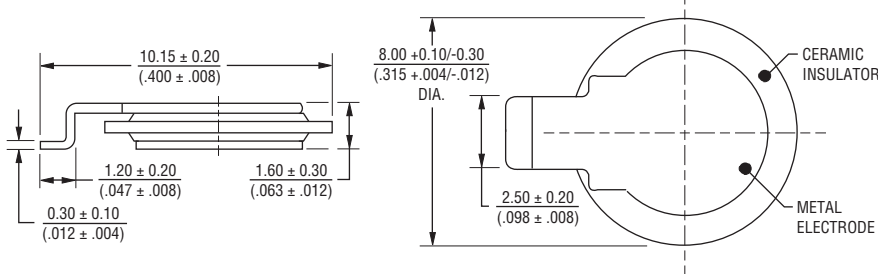 10.15 ± 0.20
(.400 ± .008)
1.20 ± 0.20
(.047 ± .008)
1.60 ± 0.30
(.063 ± .012)
0.30 ± 0.10
(.012 ± .004)
8.00 +0.10/-0.30
(.315 +.004/-.012)
DIA.
2.50 ± 0.20
(.098 ± .008)
CERAMIC
INSULATOR
METAL
ELECTRODE